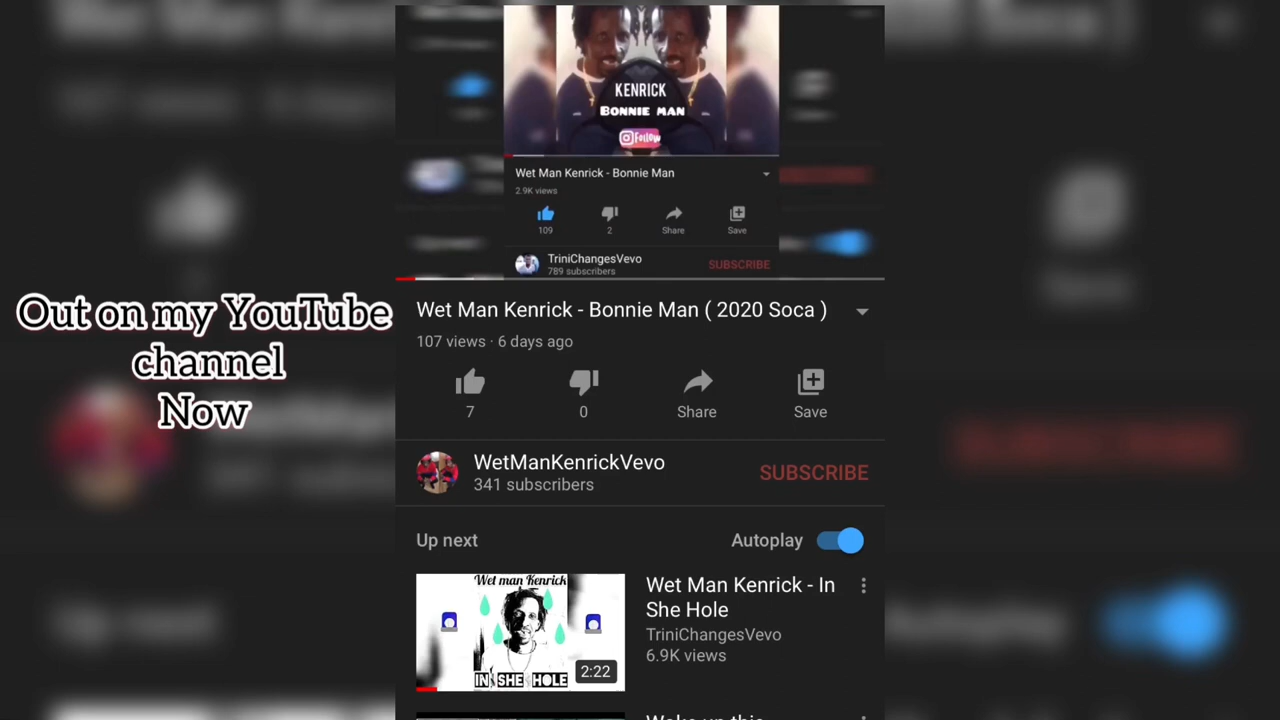 KENRICK
BONNIE MAN
Follow
Wet Man Kenrick - Bonnie Man
2.9K views
109
2
Share
Save
TriniChangesVevo
789 subscribers
SUBSCRIBE
Out on my YouTube
channel
Now
Wet Man Kenrick - Bonnie Man ( 2020 Soca )
107 views · 6 days ago
7
0
Share
Save
WetManKenrickVevo
341 subscribers
SUBSCRIBE
Up next
Autoplay
Wet man Kenrick
IN SHE HOLE
2:22
Wet Man Kenrick - In
She Hole
TriniChangesVevo
6.9K views